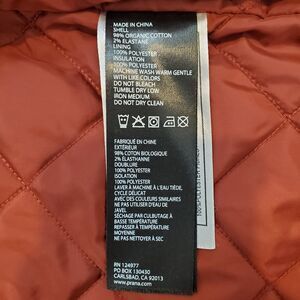 MADE IN CHINA
SHELL
98% ORGANIC COTTON
2% ELASTANE
LINING
100% POLYESTER
INSULATION
100% POLYESTER
MACHINE WASH WARM GENTLE
WITH LIKE COLORS
DO NOT BLEACH
TUMBLE DRY LOW
IRON MEDIUM
DO NOT DRY CLEAN
FABRIQUÉ EN CHINE
EXTÉRIEUR
98% COTON BIOLOGIQUE
2% ÉLASTHANNE
DOUBLURE
100% POLYESTER
ISOLATION
100% POLYESTER
LAVER À MACHINE À L'EAU TIÈDE,
CYCLE DÉLICAT
AVEC DES COULEURS SIMILAIRES
NE PAS UTILISER D'EAU DE
JAVEL
SÉCHAGE PAR CULBUTAGE À
BASSE TEMPÉRATURE
REPASSER À TEMPÉRATURE
MOYENNE
NE PAS NETTOYER À SEC
RN 124977
PO BOX 130430
CARLSBAD, CA 92013
www.prana.com